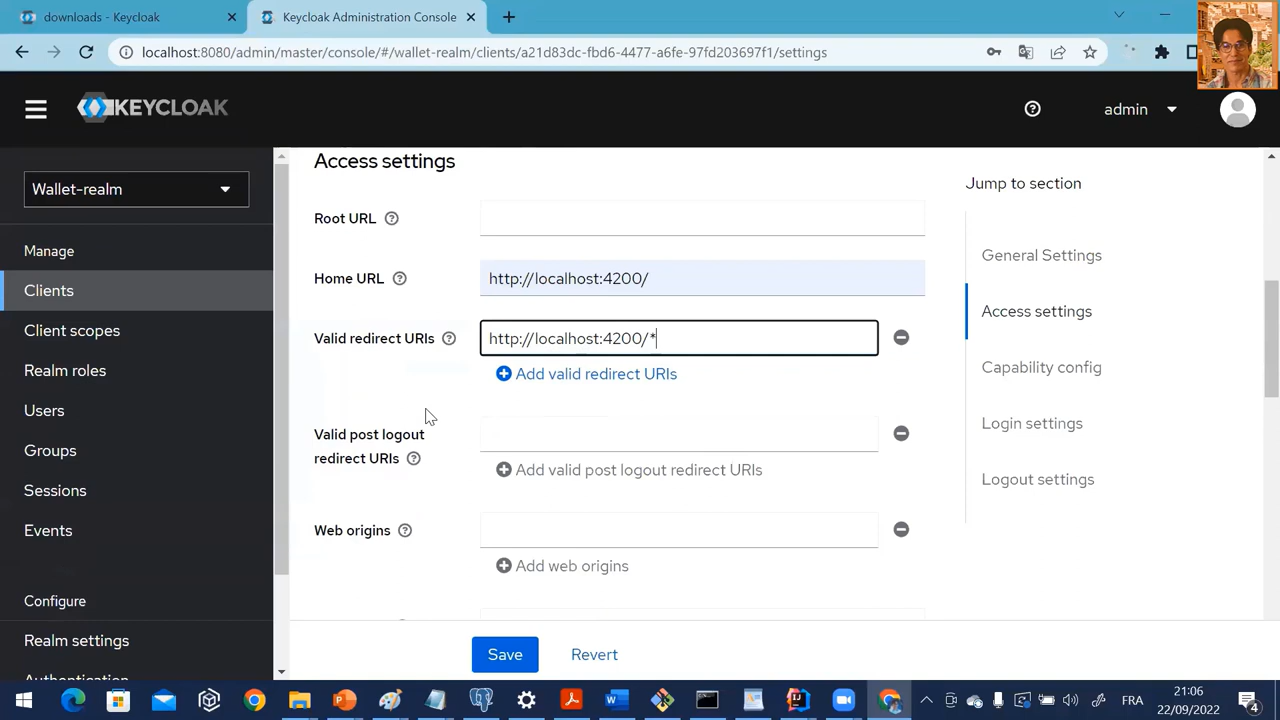 downloads - Keycloak
Keycloak Administration Console
localhost:8080/admin/master/console/#/wallet-realm/clients/a21d83dc-fbd6-4477-a6fe-97fd203697f1/settings
KEYCLOAK
admin
Wallet-realm
Manage
Clients
Client scopes
Realm roles
Users
Groups
Sessions
Events
Configure
Realm settings
Authentication
Access settings
Root URL
Home URL
http://localhost:4200/
Valid redirect URIs
http://localhost:4200/*
Add valid redirect URIs
Valid post logout
redirect URIs
Add valid post logout redirect URIs
Web origins
Add web origins
Save Revert
Jump to section
General Settings
Access settings
Capability config
Login settings
Logout settings
FRA
21:06
22/09/2022
4